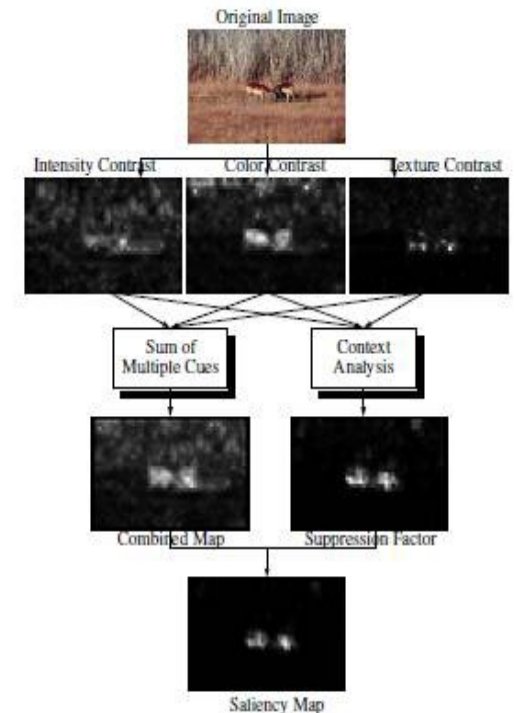 Original Image
Intensity Contrast
Color Contrast
Texture Contrast
Sum of
Multiple Cues
Context
Analysis
Combined Map
Suppression Factor
Saliency Map